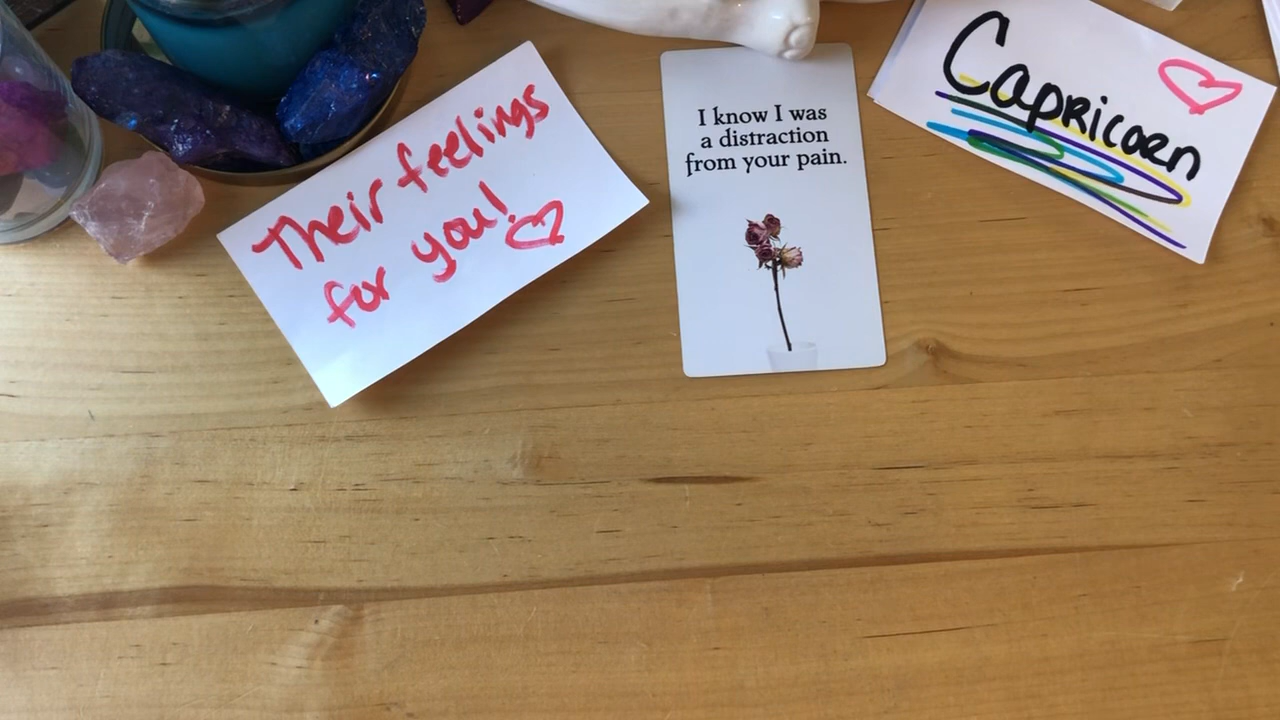 Their feelings
for you!
I know I was
a distraction
from your pain.
Capricorn